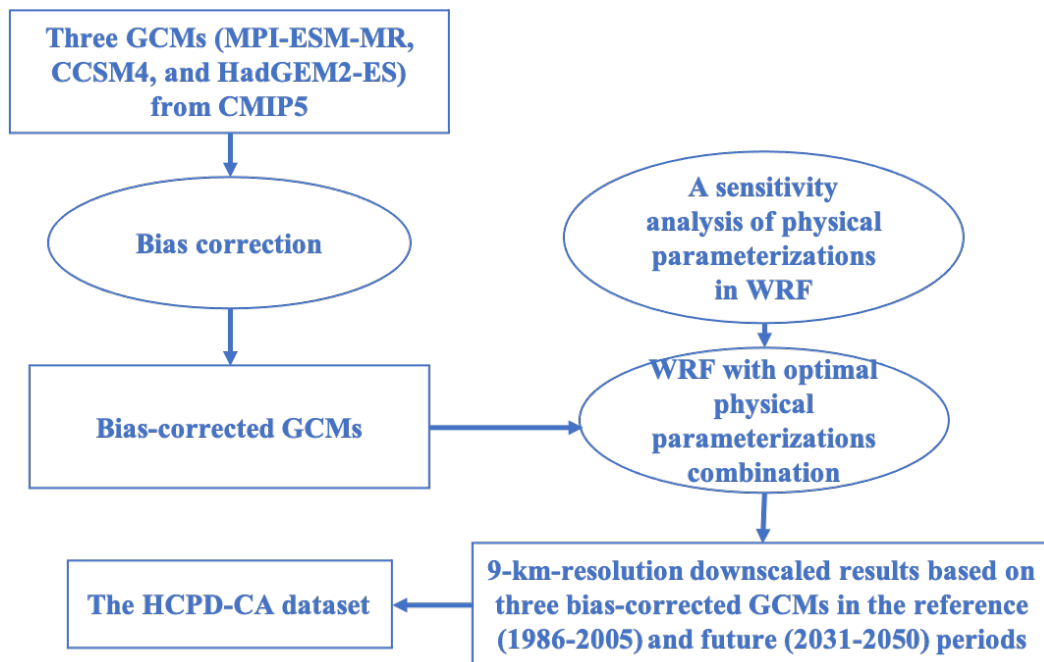 Three GCMs (MPI-ESM-MR,
CCSM4, and HadGEM2-ES)
from CMIP5
Bias correction
A sensitivity
analysis of physical
parameterizations
in WRF
Bias-corrected GCMs
WRF with optimal
physical
parameterizations
combination
9-km-resolution downscaled results based on
three bias-corrected GCMs in the reference
(1986-2005) and future (2031-2050) periods
The HCPD-CA dataset